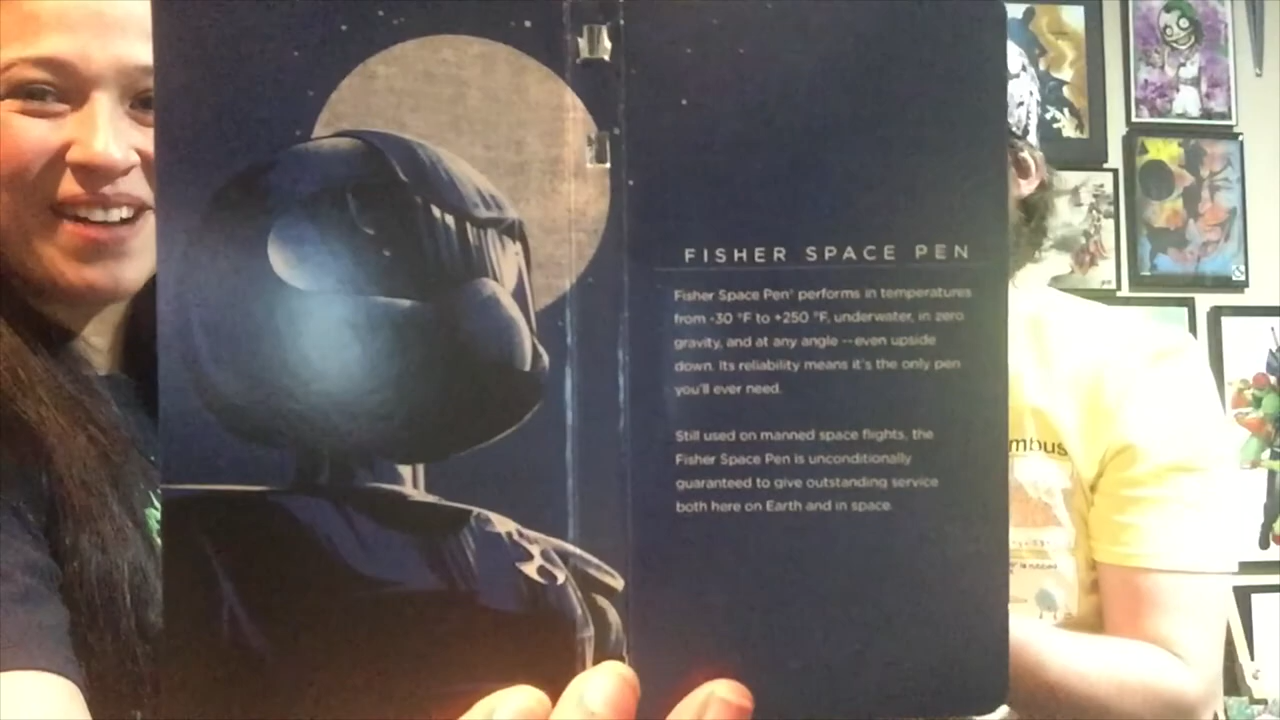 FISHER SPACE PEN
Fisher Space Pen® performs in temperatures
from -30 °F to +250 °F, underwater, in zero
gravity, and at any angle --even upside
down. Its reliability means it's the only pen
you'll ever need.
Still used on manned space flights, the
Fisher Space Pen is unconditionally
guaranteed to give outstanding service
both here on Earth and in space.
mbus
is rubbed